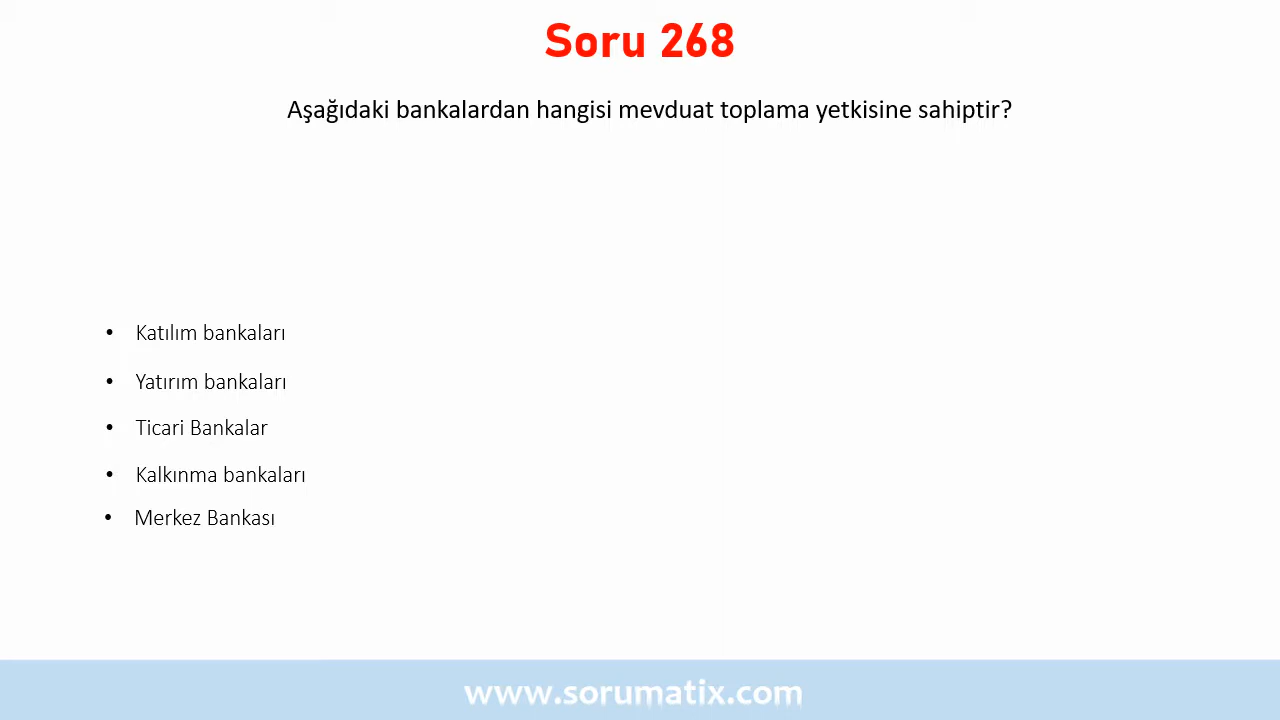 Soru 268
Aşağıdaki bankalardan hangisi mevduat toplama yetkisine sahiptir?
• Katılım bankaları
• Yatırım bankaları
• Ticari Bankalar
• Kalkınma bankaları
• Merkez Bankası
www.sorumatix.com